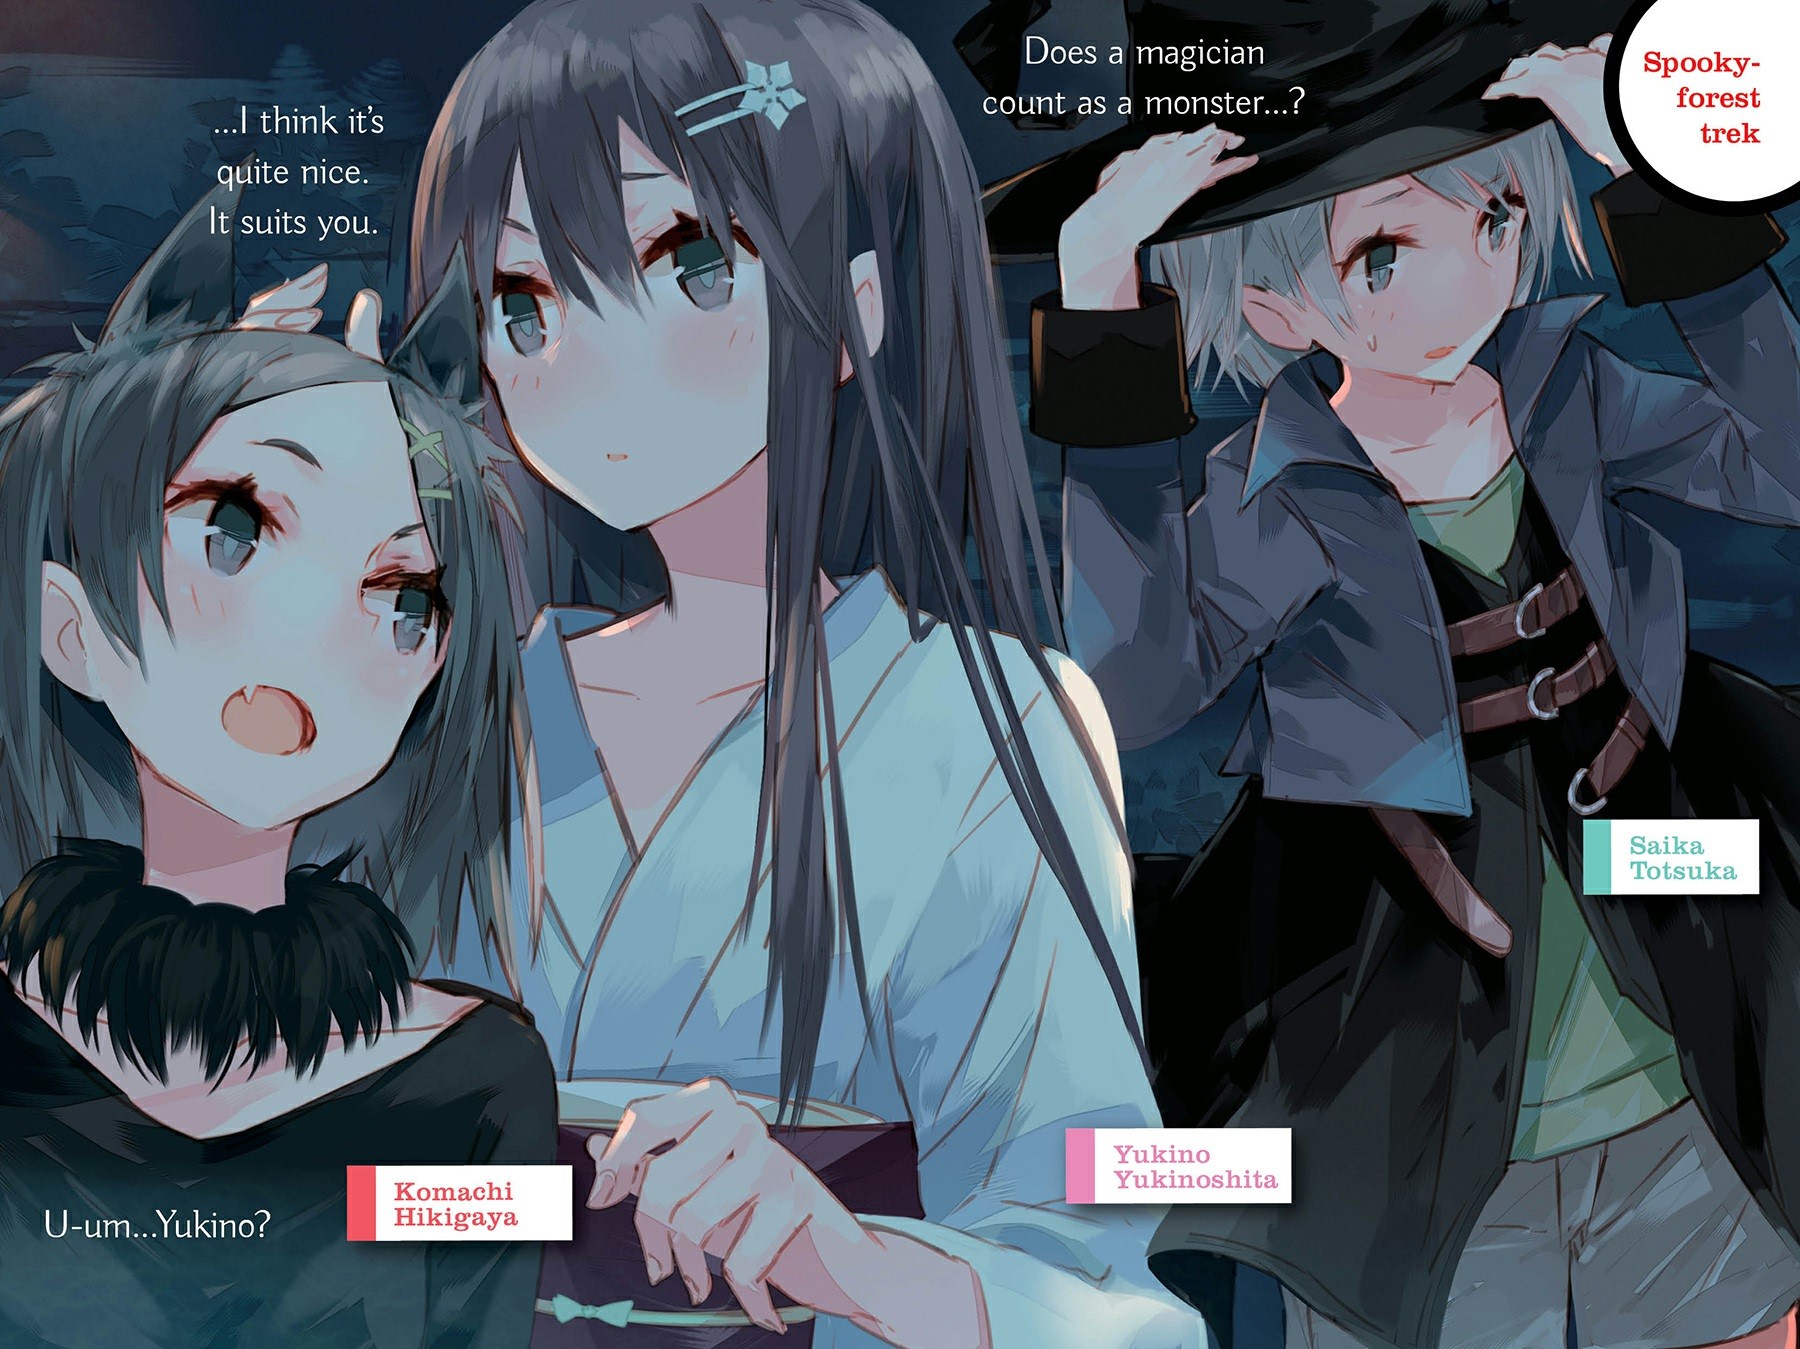 ...I think it's
quite nice.
It suits you.
Does a magician
count as a monster...?
Spooky-
forest
trek
Saika
Totsuka
Yukino
Yukinoshita
Komachi
Hikigaya
U-um...Yukino?